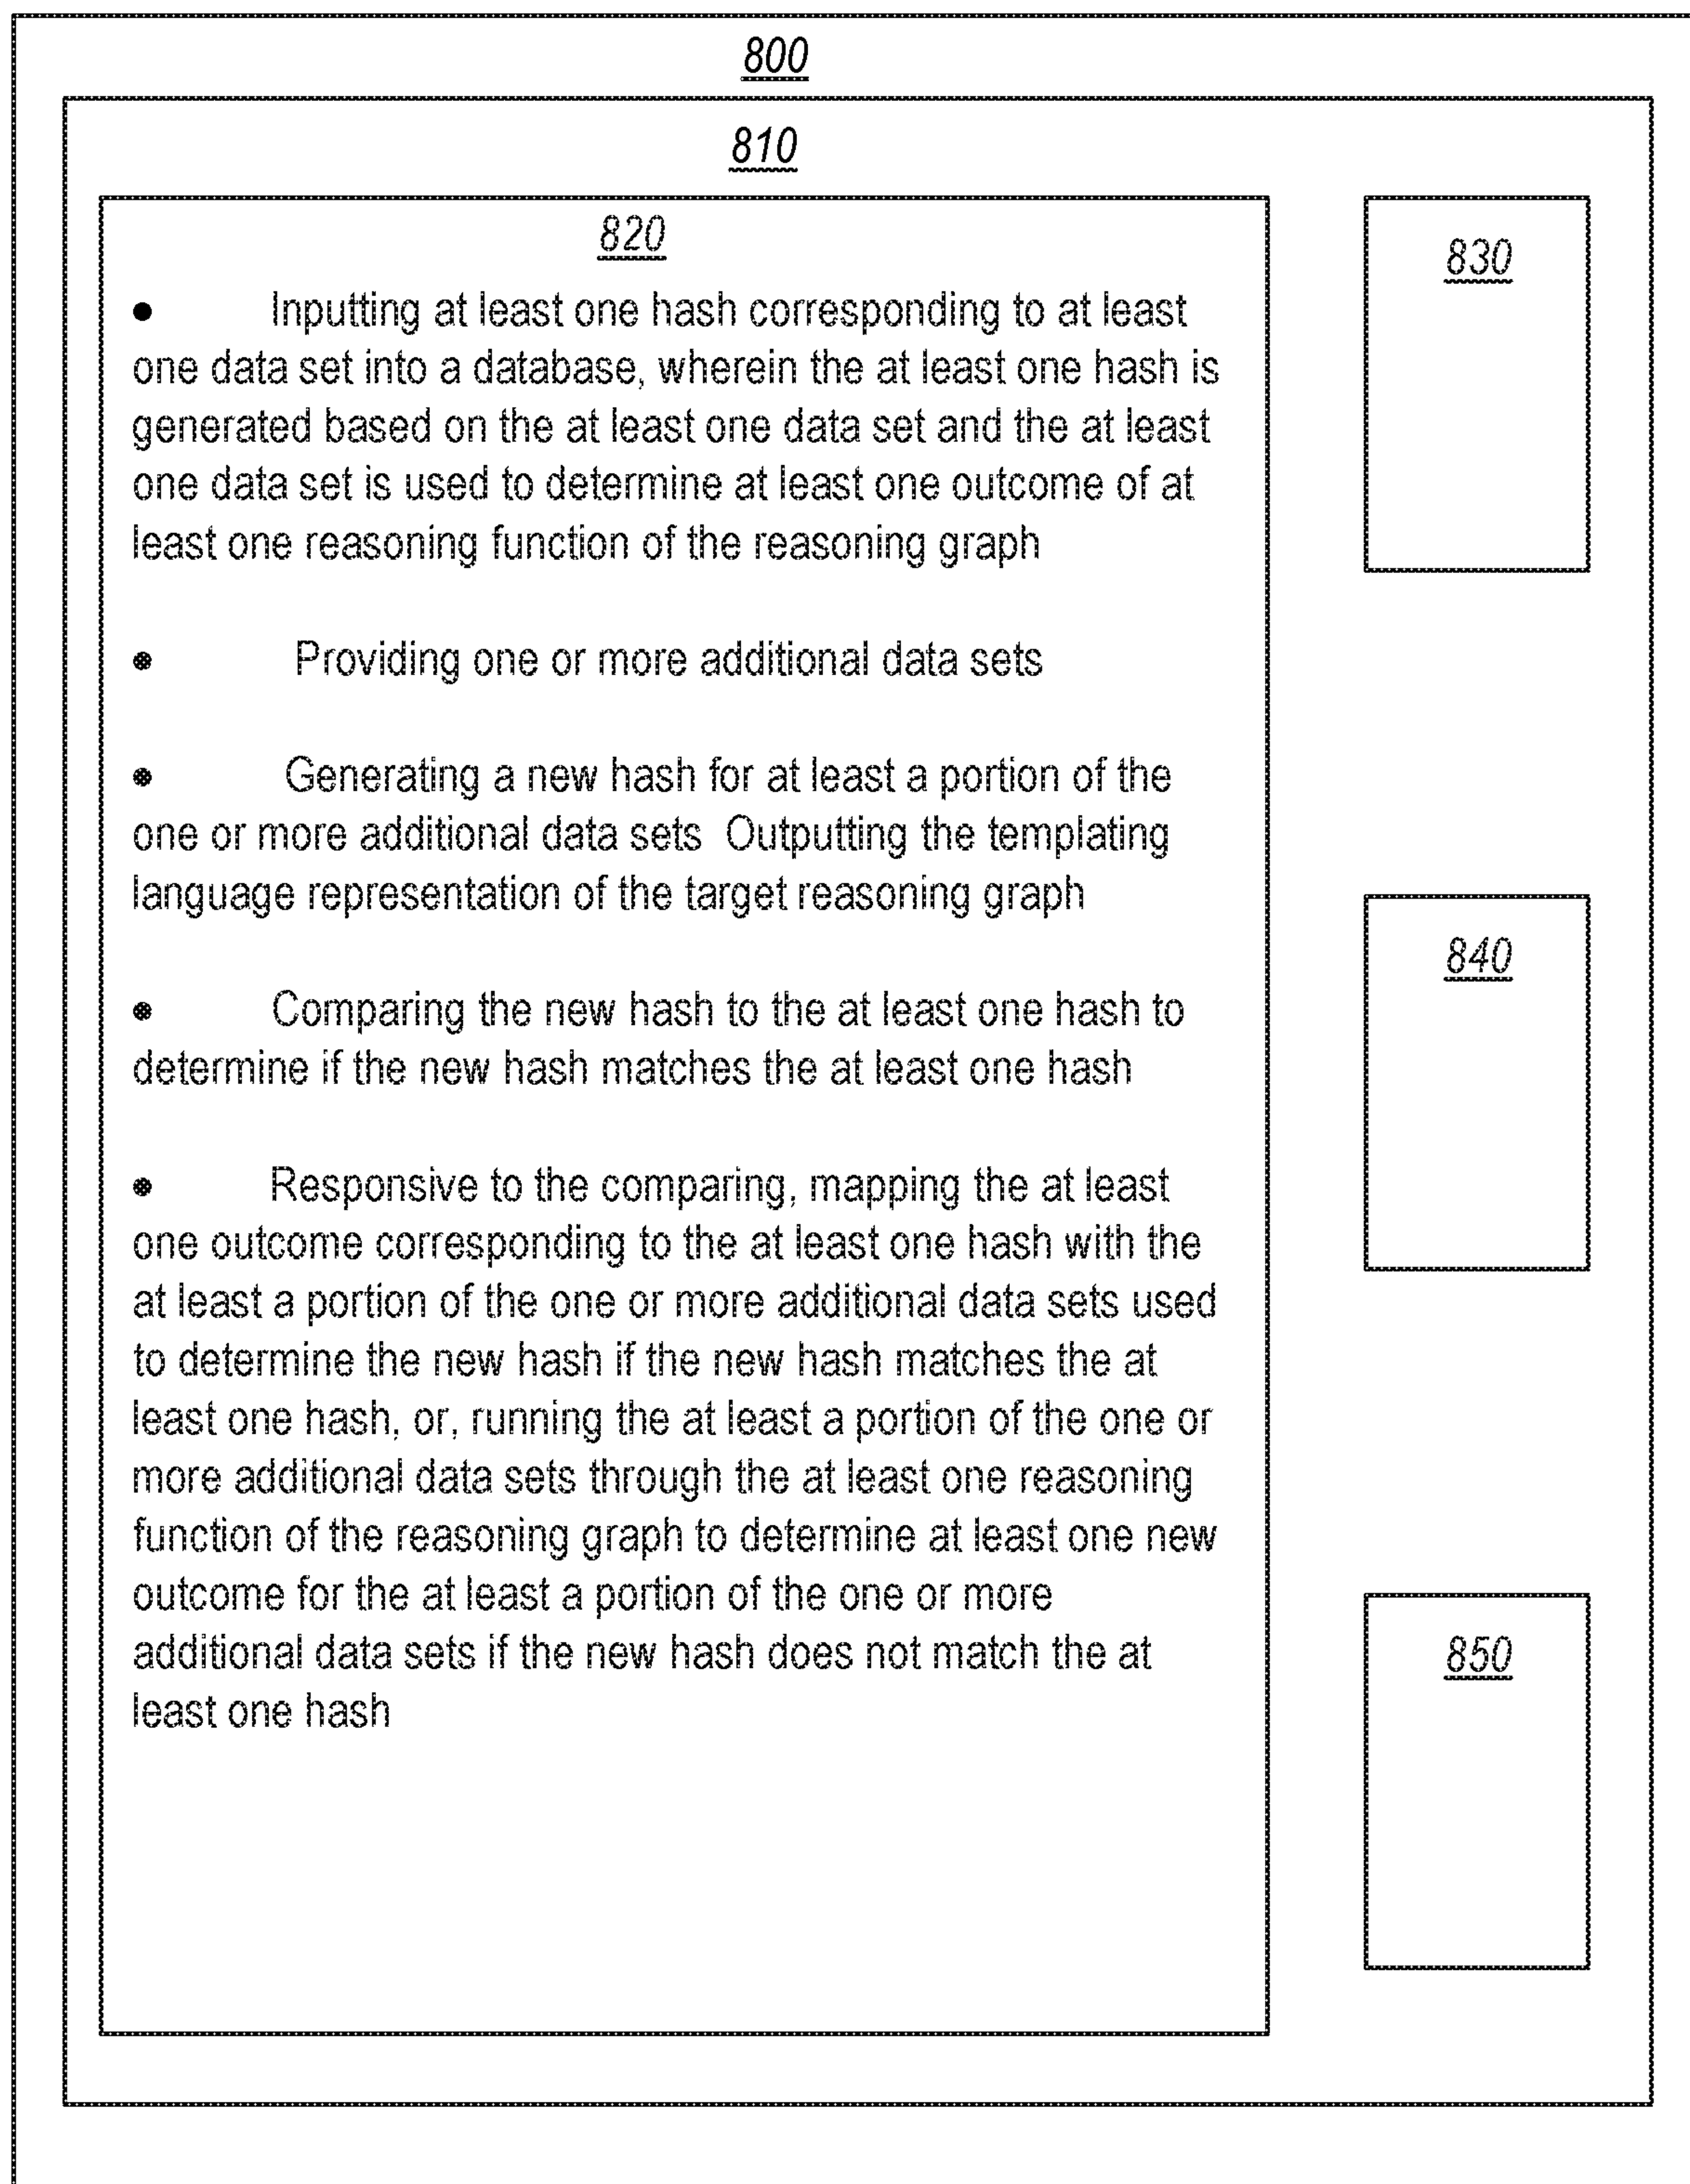 800
810
820
● Inputting at least one hash corresponding to at least
one data set into a database, wherein the at least one hash is
generated based on the at least one data set and the at least
one data set is used to determine at least one outcome of at
least one reasoning function of the reasoning graph
● Providing one or more additional data sets
● Generating a new hash for at least a portion of the
one or more additional data sets  Outputting the templating
language representation of the target reasoning graph
● Comparing the new hash to the at least one hash to
determine if the new hash matches the at least one hash
● Responsive to the comparing, mapping the at least
one outcome corresponding to the at least one hash with the
at least a portion of the one or more additional data sets used
to determine the new hash if the new hash matches the at
least one hash, or, running the at least a portion of the one or
more additional data sets through the at least one reasoning
function of the reasoning graph to determine at least one new
outcome for the at least a portion of the one or more
additional data sets if the new hash does not match the at
least one hash
830
840
850